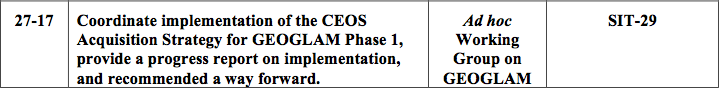 27-17 Coordinate implementation of the CEOS Ad hoc SIT-29
Acquisition Strategy for GEOGLAM Phase 1, Working
provide a progress report on implementation, Group on
and recommended a way forward. GEOGLAM